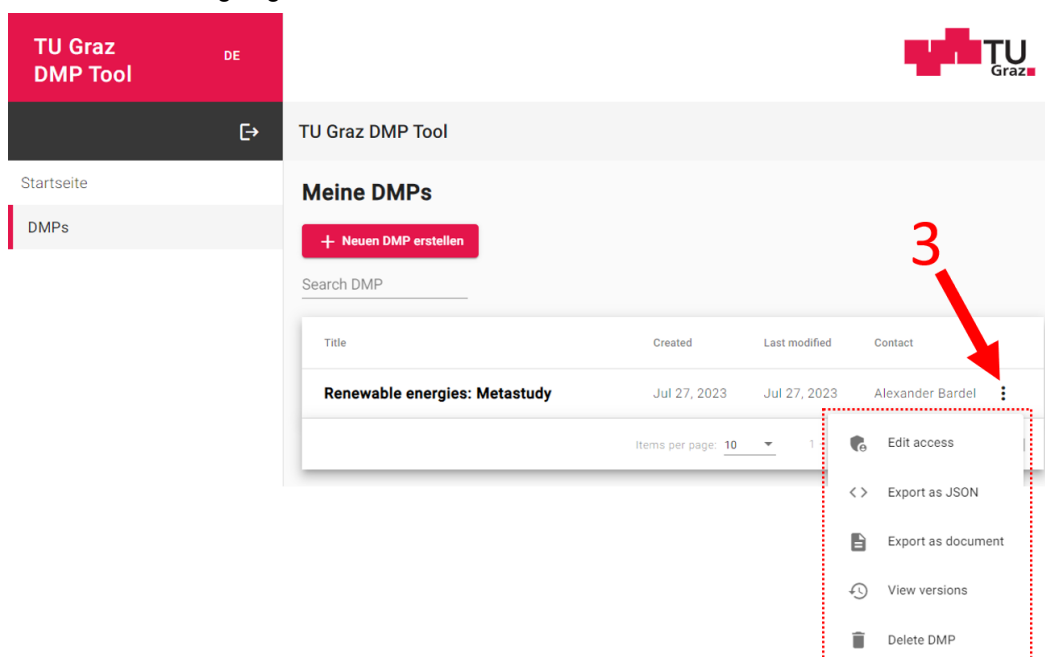 TU Graz
DMP Tool
DE
TU
Graz
TU Graz DMP Tool
Startseite
DMPs
Meine DMPs
+ Neuen DMP erstellen
Search DMP
3
Title Created Last modified Contact
Renewable energies: Metastudy Jul 27, 2023 Jul 27, 2023 Alexander Bardel
Items per page: 10 1
Edit access
Export as JSON
Export as document
View versions
Delete DMP